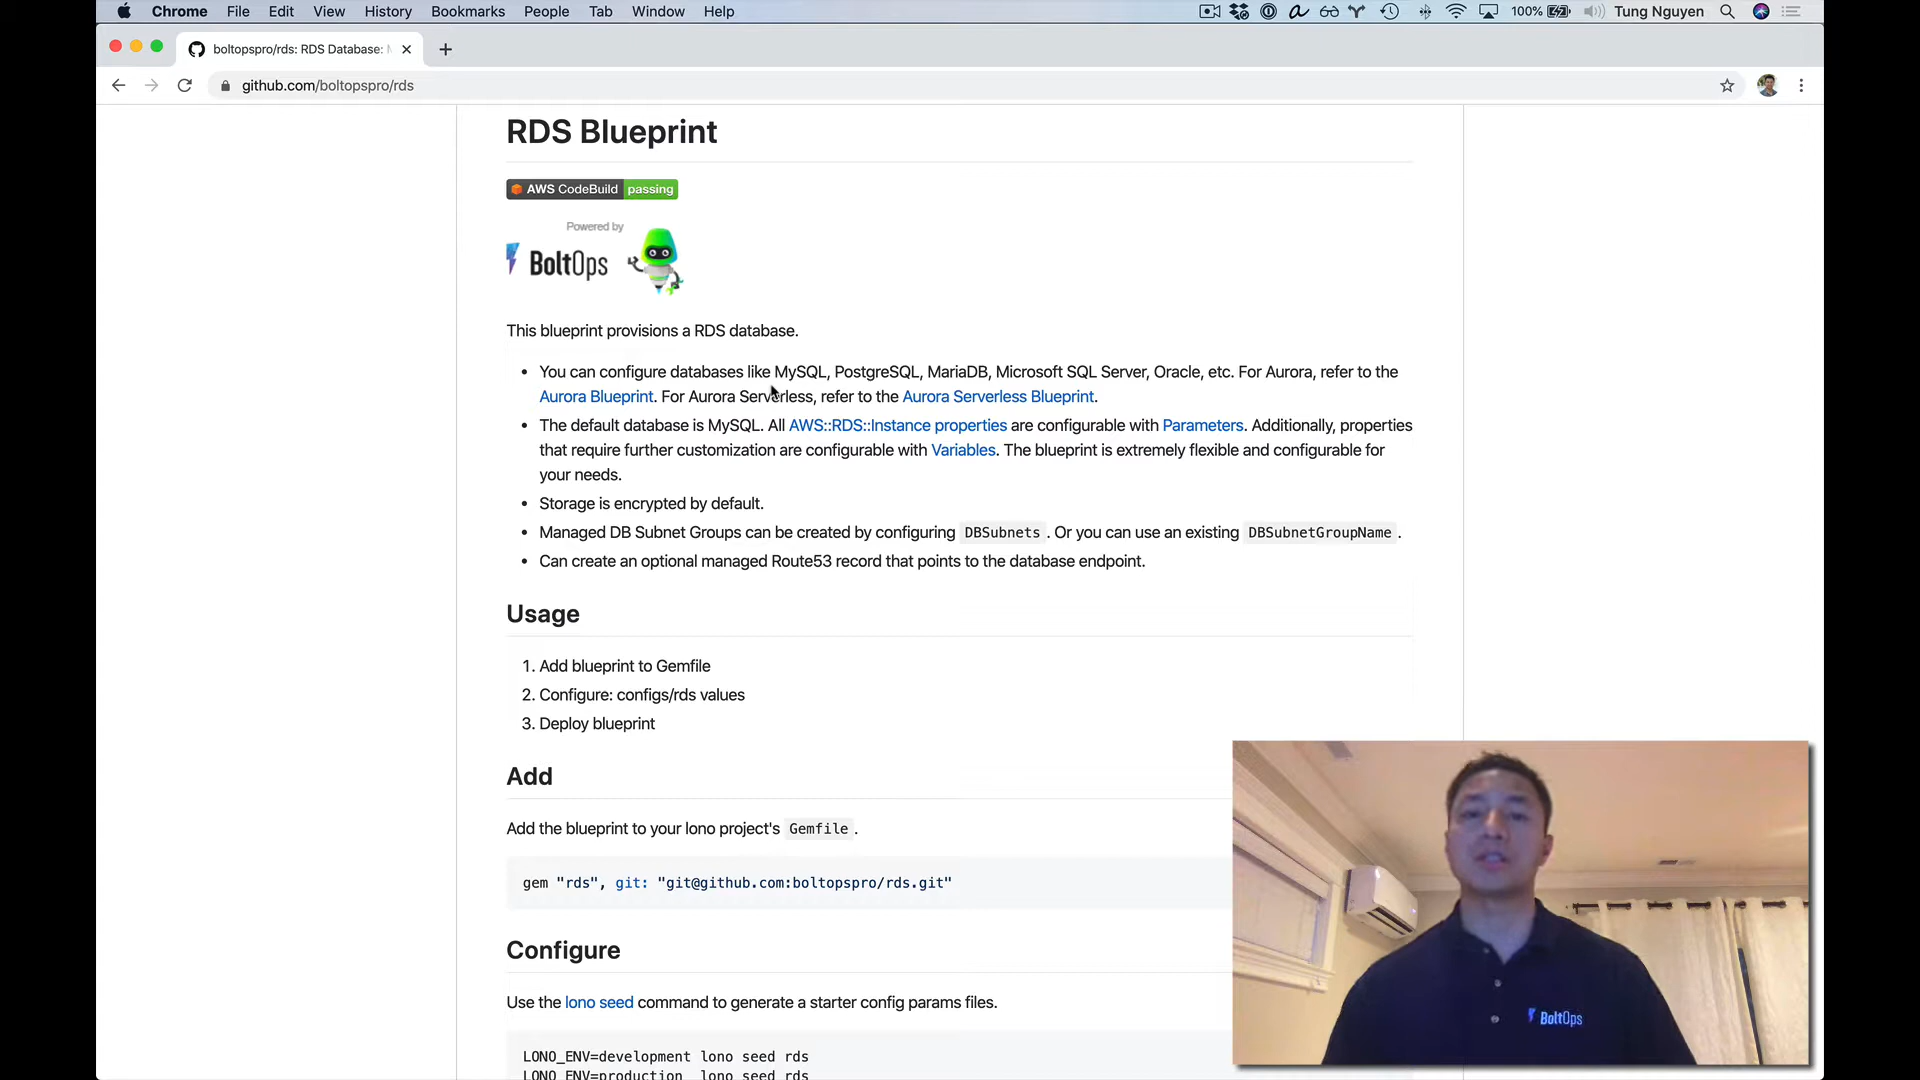 Chrome File Edit View History Bookmarks People Tab Window Help 100% Tung Nguyen
boltopspro/rds: RDS Database:
github.com/boltopspro/rds
RDS Blueprint
AWS CodeBuild passing
Powered by
BoltOps
This blueprint provisions a RDS database.
• You can configure databases like MySQL, PostgreSQL, MariaDB, Microsoft SQL Server, Oracle, etc. For Aurora, refer to the
Aurora Blueprint. For Aurora Serverless, refer to the Aurora Serverless Blueprint.
• The default database is MySQL. All AWS::RDS::Instance properties are configurable with Parameters. Additionally, properties
that require further customization are configurable with Variables. The blueprint is extremely flexible and configurable for
your needs.
• Storage is encrypted by default.
• Managed DB Subnet Groups can be created by configuring DBSubnets . Or you can use an existing DBSubnetGroupName .
• Can create an optional managed Route53 record that points to the database endpoint.
Usage
1. Add blueprint to Gemfile
2. Configure: configs/rds values
3. Deploy blueprint
Add
Add the blueprint to your lono project's Gemfile .
gem "rds", git: "git@github.com:boltopspro/rds.git"
Configure
Use the lono seed command to generate a starter config params files.
LONO_ENV=development lono seed rds
LONO_ENV=production lono seed rds
BoltOps